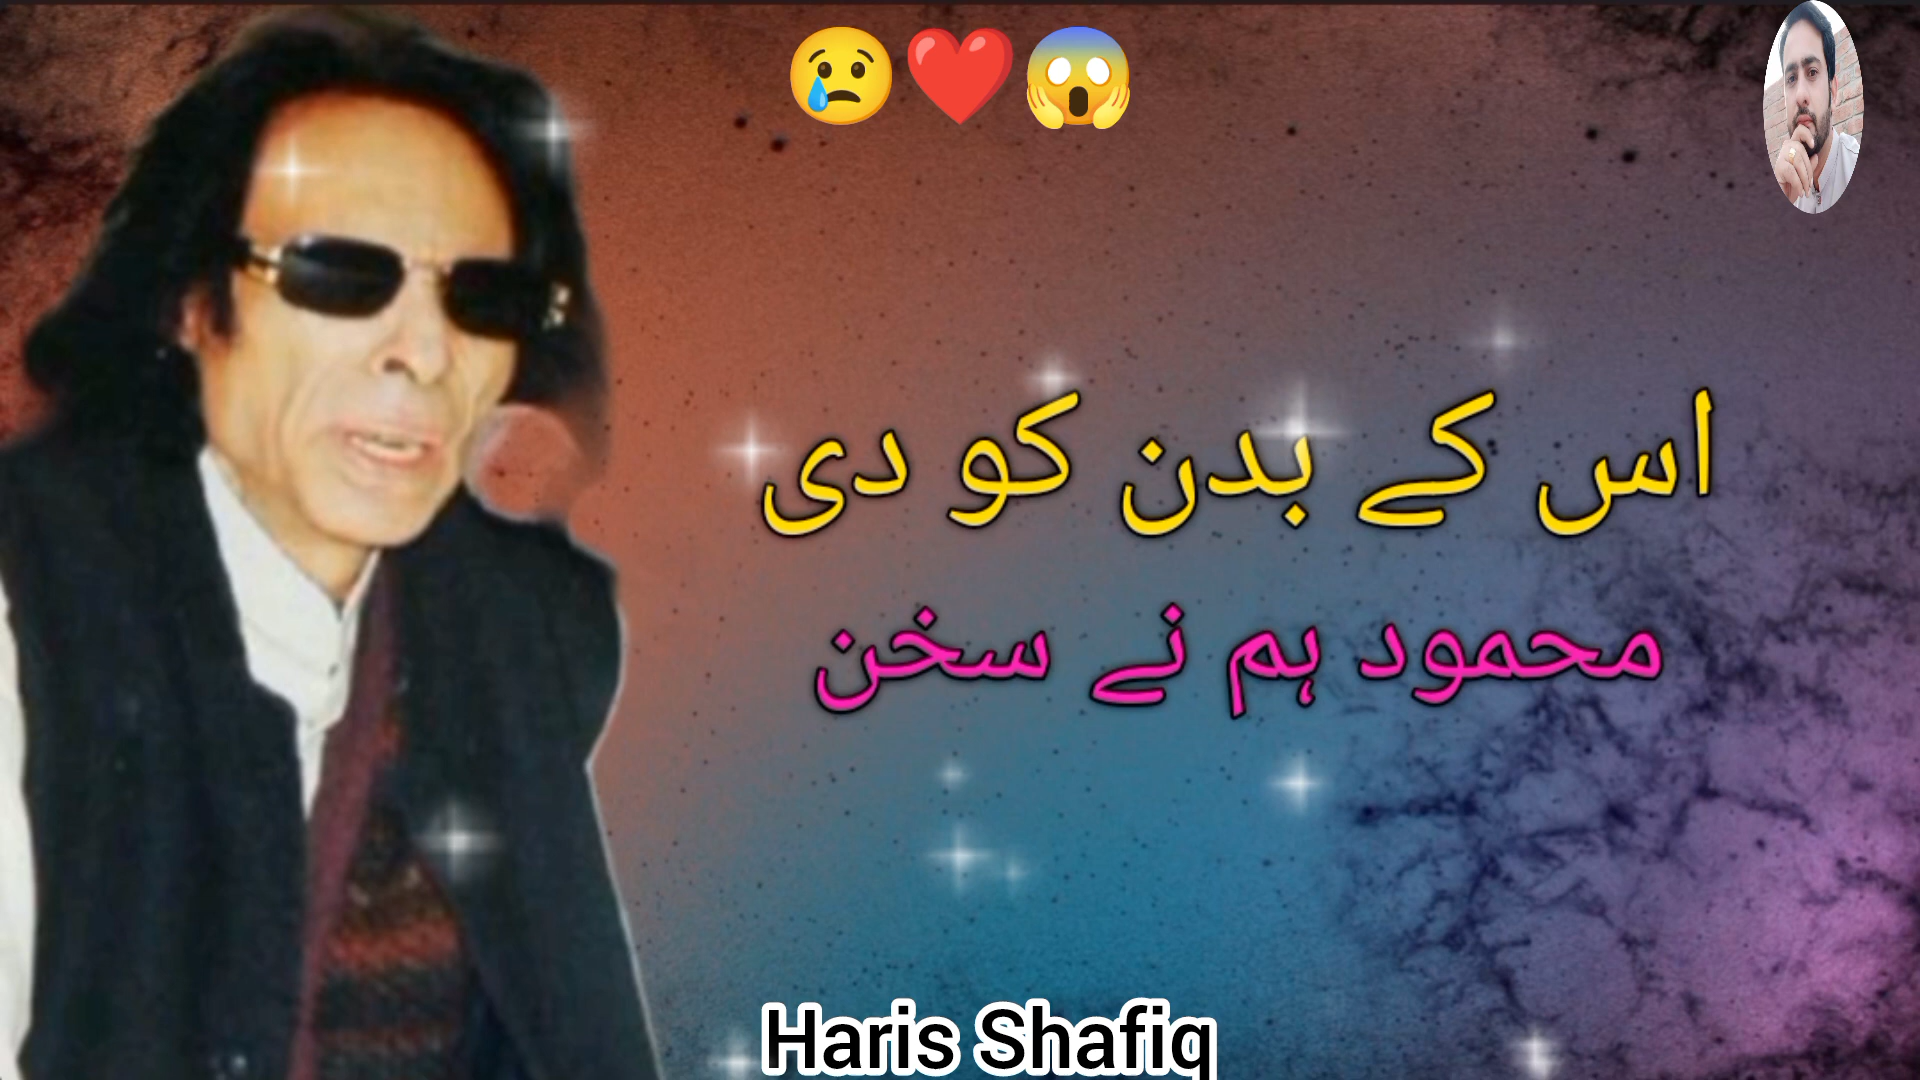 😢❤️😱
اس کے بدن کو دی
محمود ہم نے سخن
Haris Shafiq